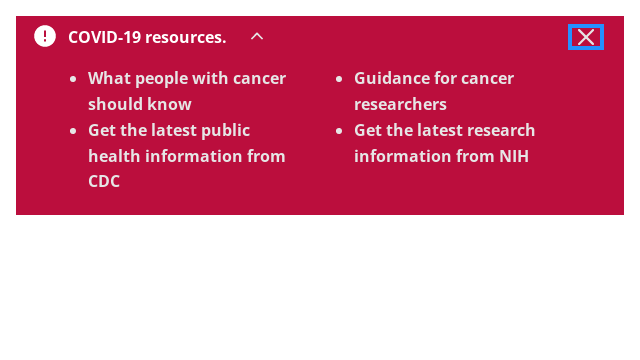 COVID-19 resources.
What people with cancer
should know
Get the latest public
health information from
CDC
Guidance for cancer
researchers
Get the latest research
information from NIH